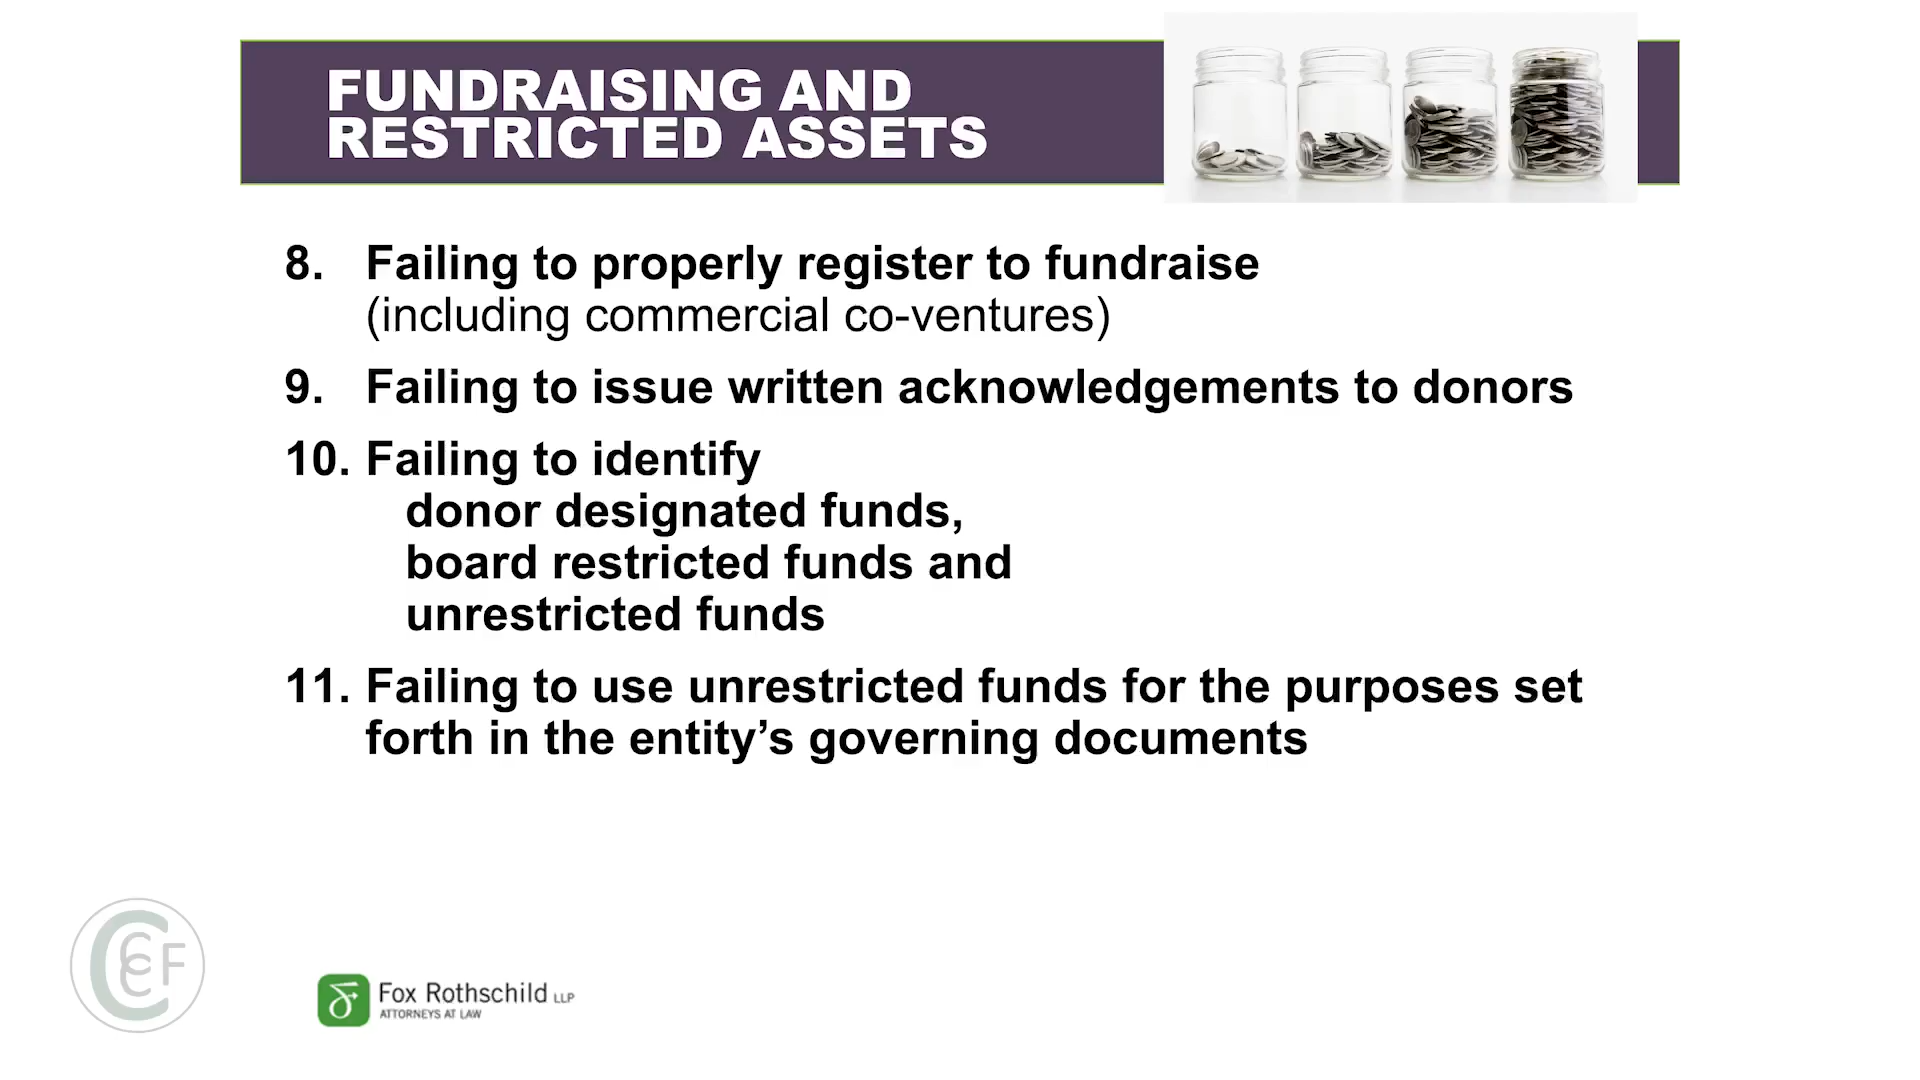 FUNDRAISING AND
RESTRICTED ASSETS
8. Failing to properly register to fundraise
(including commercial co-ventures)
9. Failing to issue written acknowledgements to donors
10. Failing to identify
donor designated funds,
board restricted funds and
unrestricted funds
11. Failing to use unrestricted funds for the purposes set
forth in the entity’s governing documents
CCCF
Fox Rothschild LLP
ATTORNEYS AT LAW